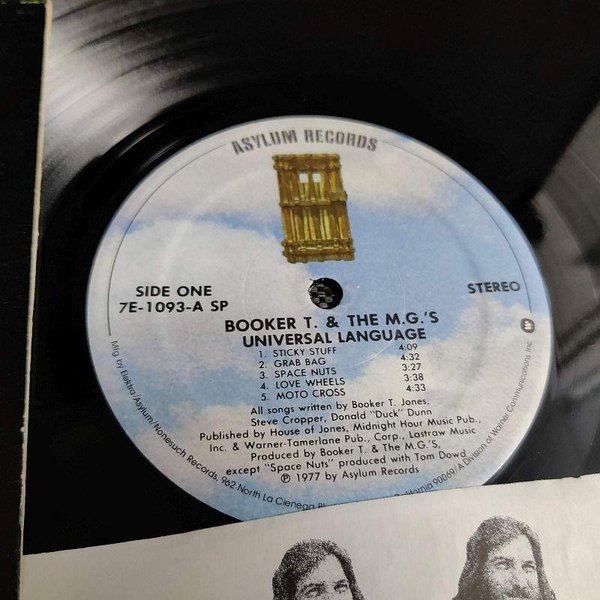 ASYLUM RECORDS
SIDE ONE
7E-1093-A SP
STEREO
BOOKER T. & THE M.G.'S
UNIVERSAL LANGUAGE
1. STICKY STUFF 4:09
2. GRAB BAG 4:32
3. SPACE NUTS 3:27
4. LOVE WHEELS 3:38
5. MOTO CROSS 4:33
All songs written by Booker T. Jones,
Steve Cropper, Donald "Duck" Dunn
Published by House of Jones, Midnight Hour Music Pub.,
Inc. & Warner-Tamerlane Pub., Corp., Lastraw Music
Produced by Booker T. & The M.G.'S,
except "Space Nuts" produced with Tom Dowd
℗ 1977 by Asylum Records
Mfg by Elektra/Asylum/Nonesuch Records, 962 North La Cienega California 90069/A Division of Warner Communications Inc